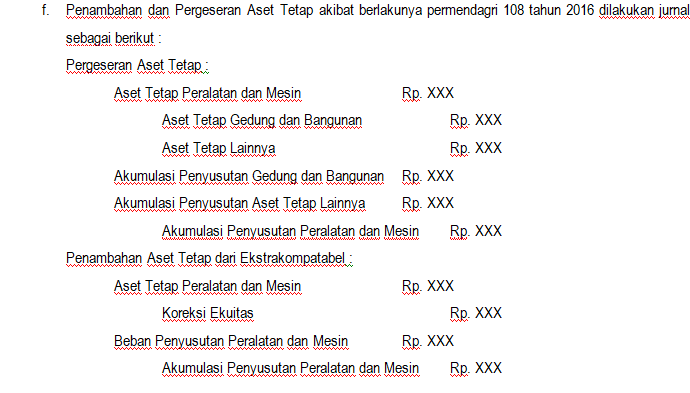 f. Penambahan dan Pergeseran Aset Tetap akibat berlakunya permendagri 108 tahun 2016 dilakukan jurnal
sebagai berikut :
Pergeseran Aset Tetap :
Aset Tetap Peralatan dan Mesin Rp. XXX
Aset Tetap Gedung dan Bangunan Rp. XXX
Aset Tetap Lainnya Rp. XXX
Akumulasi Penyusutan Gedung dan Bangunan Rp. XXX
Akumulasi Penyusutan Aset Tetap Lainnya Rp. XXX
Akumulasi Penyusutan Peralatan dan Mesin Rp. XXX
Penambahan Aset Tetap dari Ekstrakompatabel :
Aset Tetap Peralatan dan Mesin Rp. XXX
Koreksi Ekuitas Rp. XXX
Beban Penyusutan Peralatan dan Mesin Rp. XXX
Akumulasi Penyusutan Peralatan dan Mesin Rp. XXX